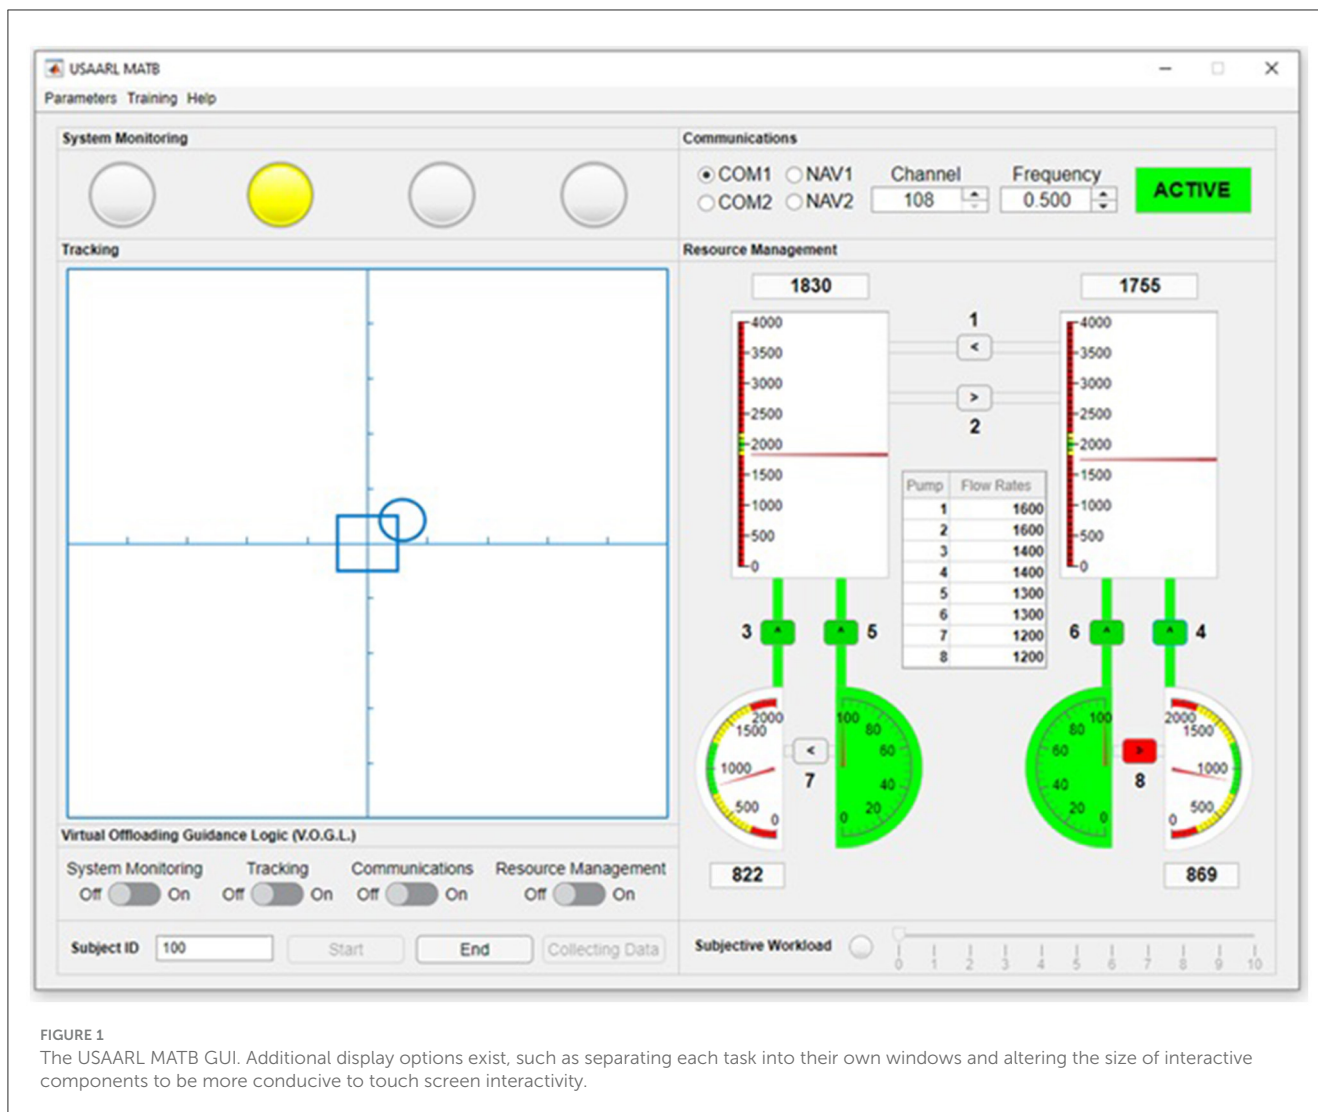 USAARL MATB
Parameters Training Help
System Monitoring
Communications
COM1 NAV1 Channel Frequency
COM2 NAV2 108 0.500 ACTIVE
Tracking
Resource Management
1830 1755
4000 1 4000
3500 < 3500
3000 > 3000
2500 2 2500
2000 2000
1500 1500
1000 1000
500 500
0 0
Pump Flow Rates
1 1600
2 1600
3 1400
4 1400
5 1300
6 1300
7 1200
8 1200
3 ^ ^ 5 6 ^ ^ 4
2000 100 100 2000
1500 80 80 1500
1000 < 60 60 > 1000
7 8
500 40 40 500
0 20 20 0
0 0
822 869
Virtual Offloading Guidance Logic (V.O.G.L.)
System Monitoring Tracking Communications Resource Management
Off On Off On Off On Off On
Subject ID 100 Start End Collecting Data
Subjective Workload
0 1 2 3 4 5 6 7 8 9 10
FIGURE 1
The USAARL MATB GUI. Additional display options exist, such as separating each task into their own windows and altering the size of interactive
components to be more conducive to touch screen interactivity.